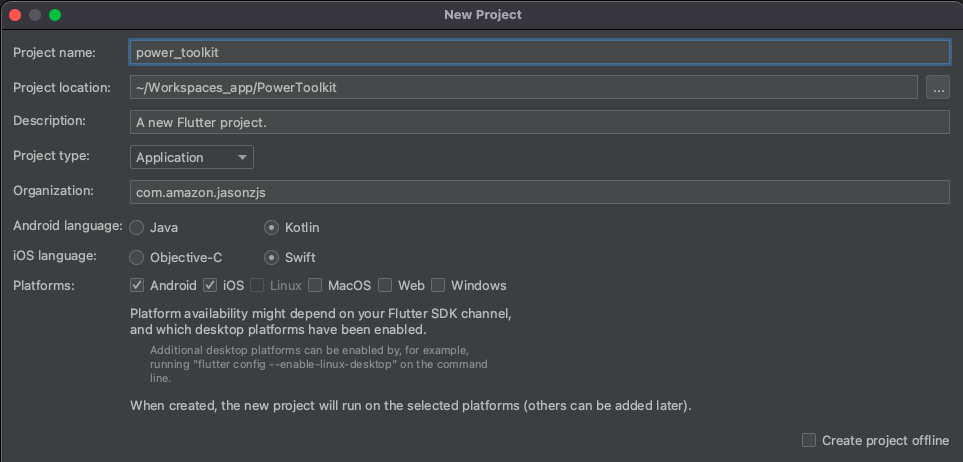 New Project
Project name: power_toolkit
Project location: ~/Workspaces_app/PowerToolkit ...
Description: A new Flutter project.
Project type: Application
Organization: com.amazon.jasonzjs
Android language: Java Kotlin
iOS language: Objective-C Swift
Platforms: Android iOS Linux MacOS Web Windows
Platform availability might depend on your Flutter SDK channel,
and which desktop platforms have been enabled.
Additional desktop platforms can be enabled by, for example,
running "flutter config --enable-linux-desktop" on the command
line.
When created, the new project will run on the selected platforms (others can be added later).
Create project offline